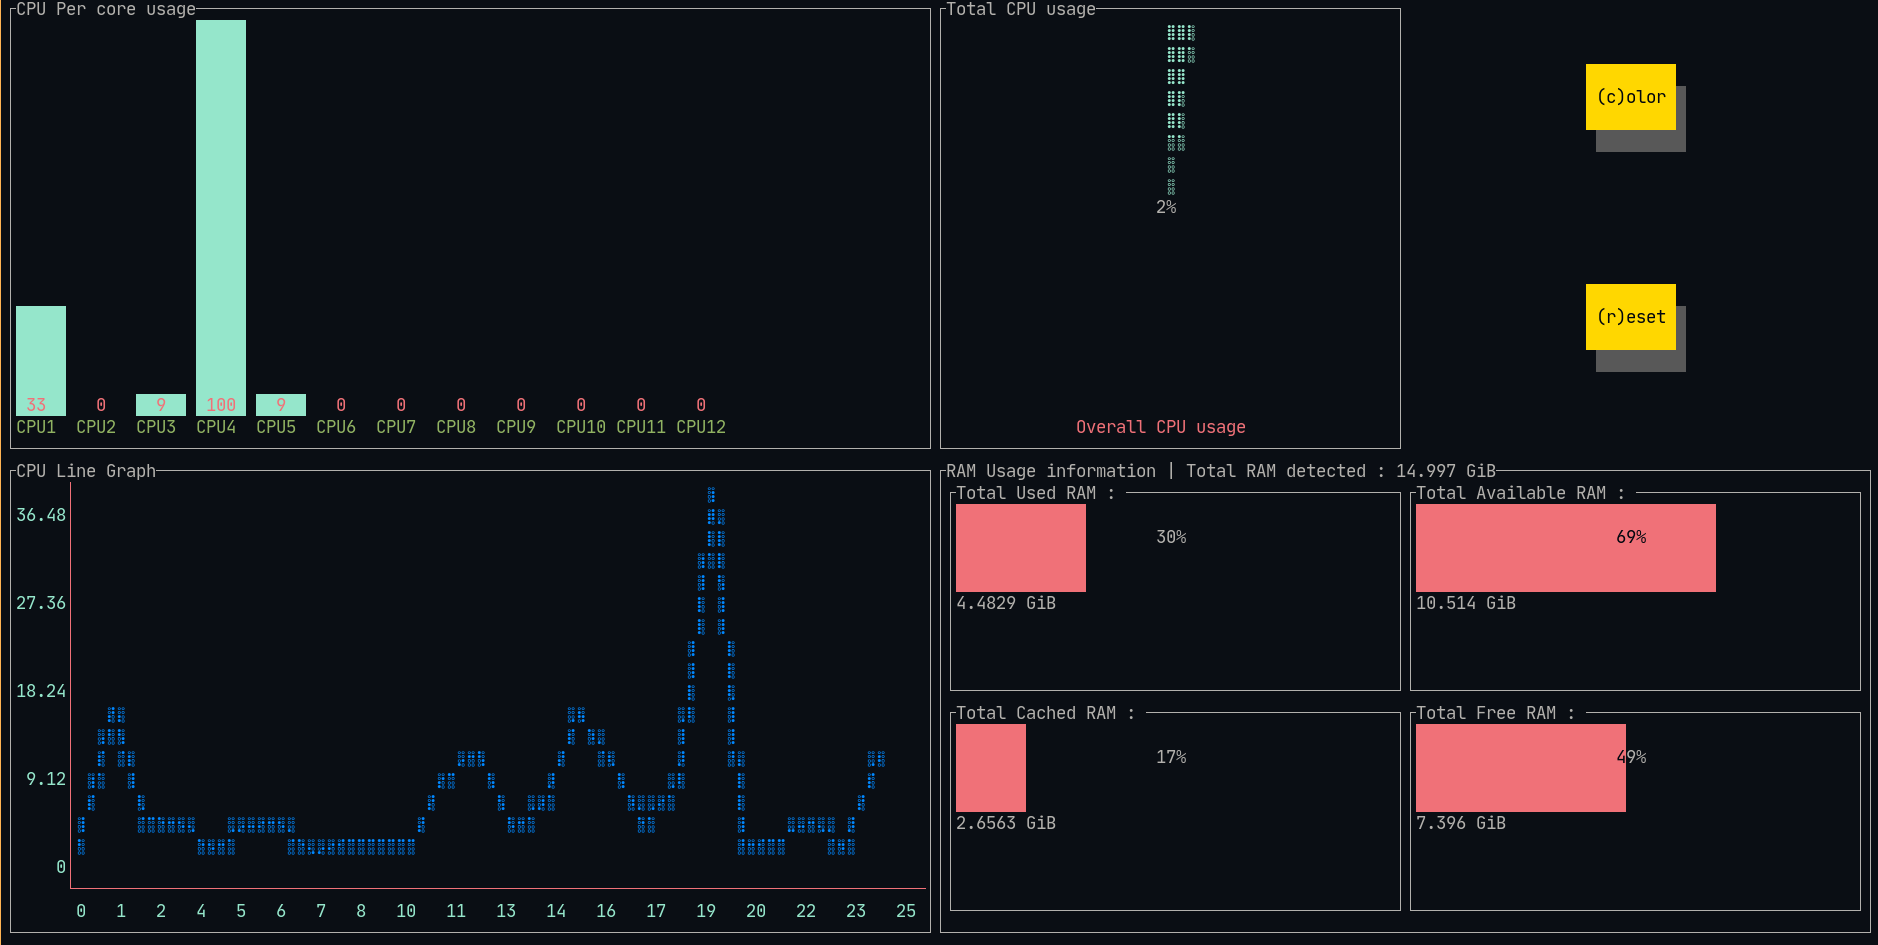 CPU Per core usage
33 0 9 100 9 0 0 0 0 0 0 0
CPU1 CPU2 CPU3 CPU4 CPU5 CPU6 CPU7 CPU8 CPU9 CPU10 CPU11 CPU12
Total CPU usage
2%
Overall CPU usage
(c)olor
(r)eset
CPU Line Graph
36.48
27.36
18.24
9.12
0
0 1 2 4 5 6 7 8 10 11 13 14 16 17 19 20 22 23 25
RAM Usage information | Total RAM detected : 14.997 GiB
Total Used RAM :
30%
4.4829 GiB
Total Available RAM :
69%
10.514 GiB
Total Cached RAM :
17%
2.6563 GiB
Total Free RAM :
49%
7.396 GiB